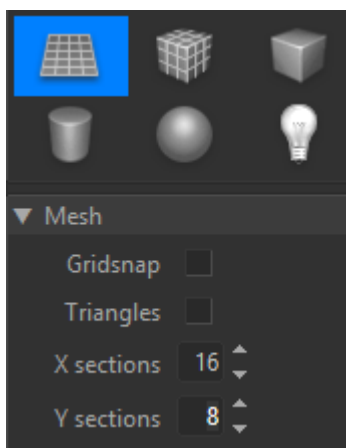 Mesh
Gridsnap
Triangles
X sections 16
Y sections 8